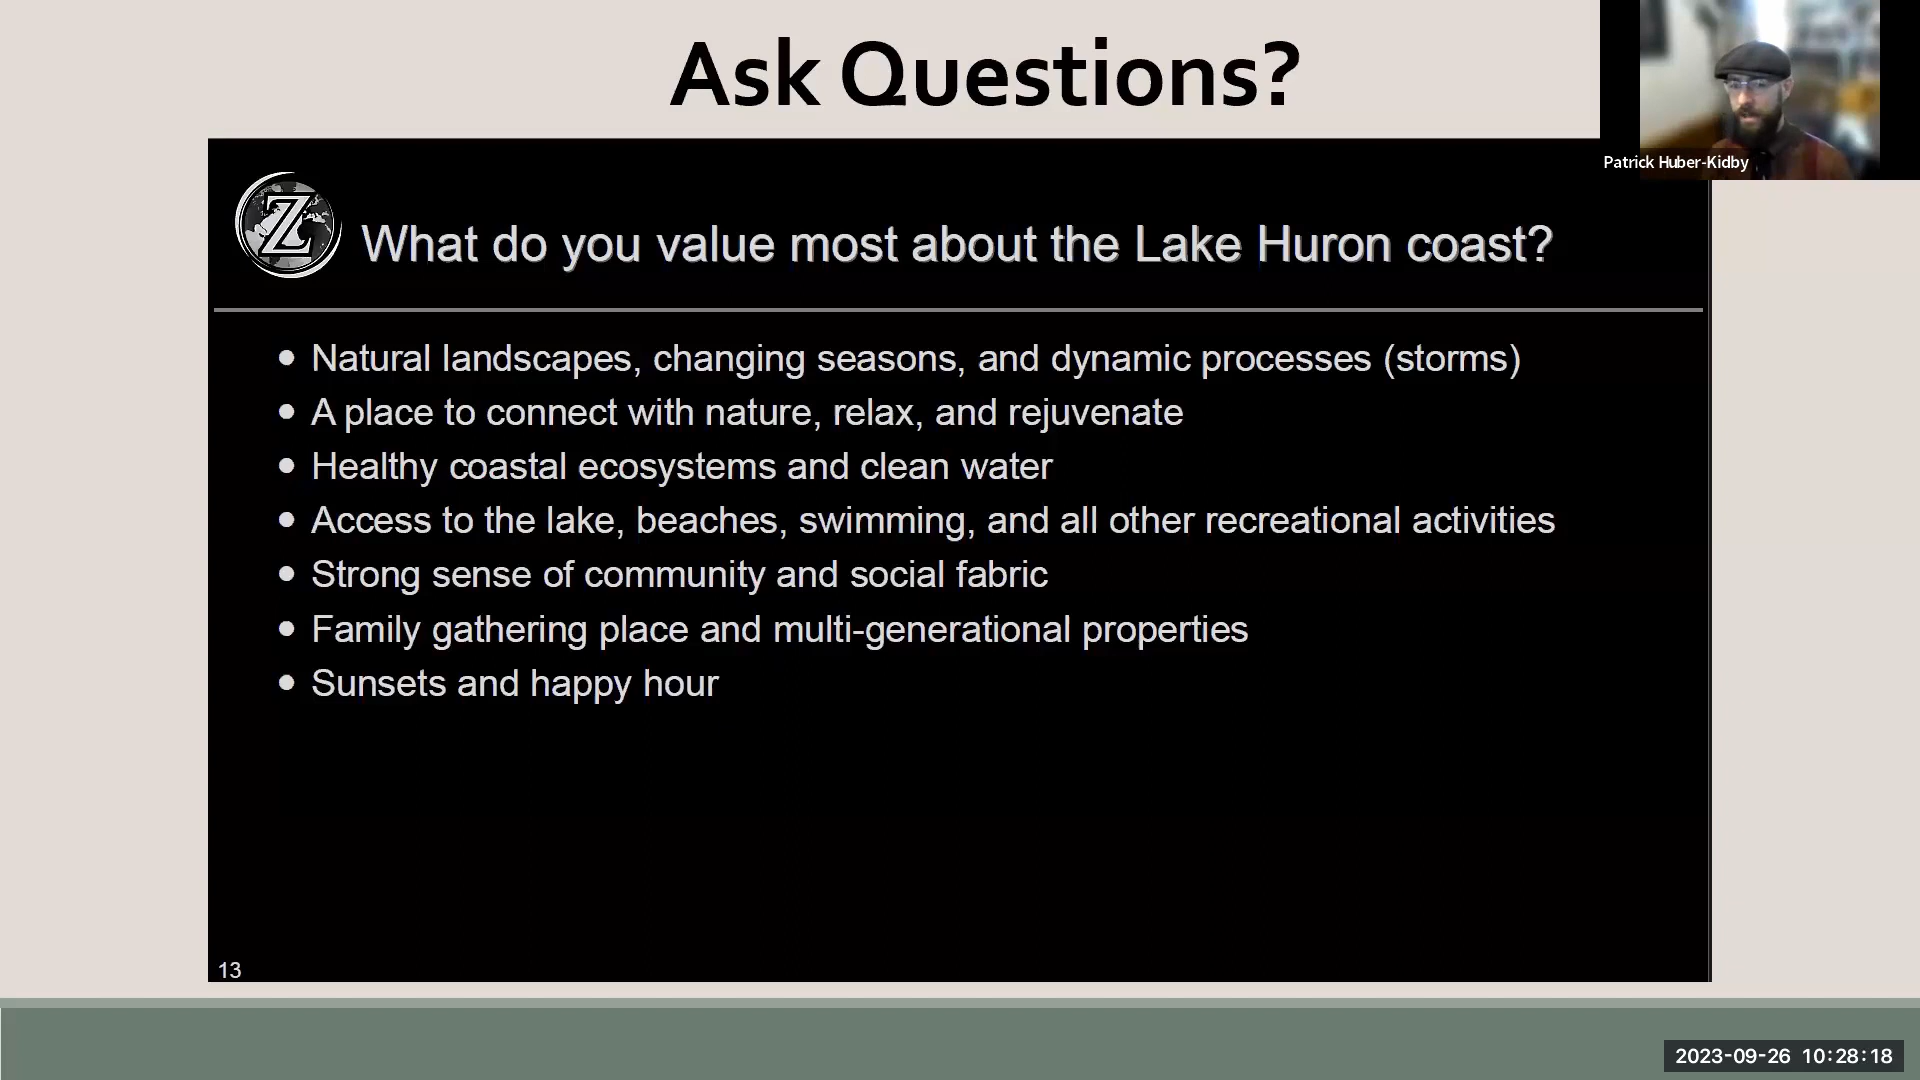 Ask Questions?
Patrick Huber-Kidby
Z
What do you value most about the Lake Huron coast?
• Natural landscapes, changing seasons, and dynamic processes (storms)
• A place to connect with nature, relax, and rejuvenate
• Healthy coastal ecosystems and clean water
• Access to the lake, beaches, swimming, and all other recreational activities
• Strong sense of community and social fabric
• Family gathering place and multi-generational properties
• Sunsets and happy hour
13
2023-09-26 10:28:18